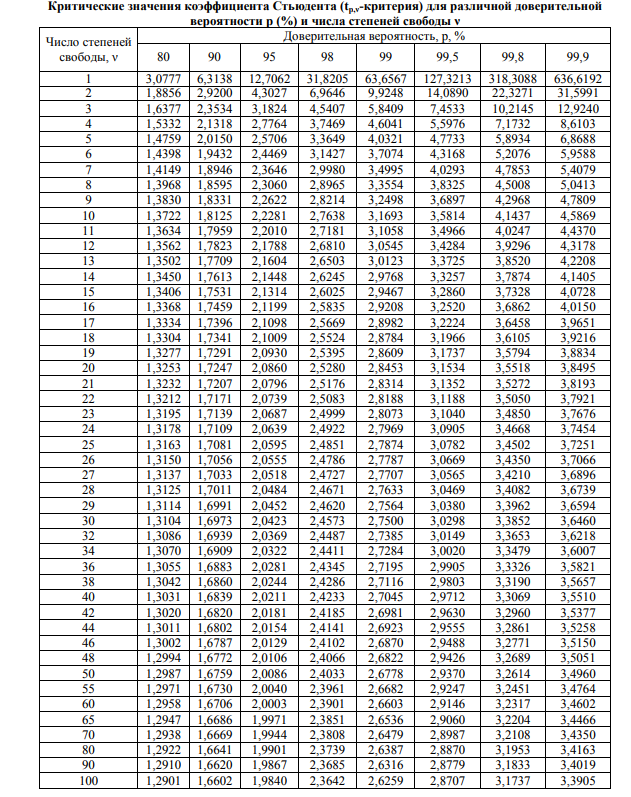 Критические значения коэффициента Стьюдента (tp,ν-критерия) для различной доверительной
вероятности p (%) и числа степеней свободы ν
Число степеней свободы, ν Доверительная вероятность, p, %
80 90 95 98 99 99,5 99,8 99,9
1 3,0777 6,3138 12,7062 31,8205 63,6567 127,3213 318,3088 636,6192
2 1,8856 2,9200 4,3027 6,9646 9,9248 14,0890 22,3271 31,5991
3 1,6377 2,3534 3,1824 4,5407 5,8409 7,4533 10,2145 12,9240
4 1,5332 2,1318 2,7764 3,7469 4,6041 5,5976 7,1732 8,6103
5 1,4759 2,0150 2,5706 3,3649 4,0321 4,7733 5,8934 6,8688
6 1,4398 1,9432 2,4469 3,1427 3,7074 4,3168 5,2076 5,9588
7 1,4149 1,8946 2,3646 2,9980 3,4995 4,0293 4,7853 5,4079
8 1,3968 1,8595 2,3060 2,8965 3,3554 3,8325 4,5008 5,0413
9 1,3830 1,8331 2,2622 2,8214 3,2498 3,6897 4,2968 4,7809
10 1,3722 1,8125 2,2281 2,7638 3,1693 3,5814 4,1437 4,5869
11 1,3634 1,7959 2,2010 2,7181 3,1058 3,4966 4,0247 4,4370
12 1,3562 1,7823 2,1788 2,6810 3,0545 3,4284 3,9296 4,3178
13 1,3502 1,7709 2,1604 2,6503 3,0123 3,3725 3,8520 4,2208
14 1,3450 1,7613 2,1448 2,6245 2,9768 3,3257 3,7874 4,1405
15 1,3406 1,7531 2,1314 2,6025 2,9467 3,2860 3,7328 4,0728
16 1,3368 1,7459 2,1199 2,5835 2,9208 3,2520 3,6862 4,0150
17 1,3334 1,7396 2,1098 2,5669 2,8982 3,2224 3,6458 3,9651
18 1,3304 1,7341 2,1009 2,5524 2,8784 3,1966 3,6105 3,9216
19 1,3277 1,7291 2,0930 2,5395 2,8609 3,1737 3,5794 3,8834
20 1,3253 1,7247 2,0860 2,5280 2,8453 3,1534 3,5518 3,8495
21 1,3232 1,7207 2,0796 2,5176 2,8314 3,1352 3,5272 3,8193
22 1,3212 1,7171 2,0739 2,5083 2,8188 3,1188 3,5050 3,7921
23 1,3195 1,7139 2,0687 2,4999 2,8073 3,1040 3,4850 3,7676
24 1,3178 1,7109 2,0639 2,4922 2,7969 3,0905 3,4668 3,7454
25 1,3163 1,7081 2,0595 2,4851 2,7874 3,0782 3,4502 3,7251
26 1,3150 1,7056 2,0555 2,4786 2,7787 3,0669 3,4350 3,7066
27 1,3137 1,7033 2,0518 2,4727 2,7707 3,0565 3,4210 3,6896
28 1,3125 1,7011 2,0484 2,4671 2,7633 3,0469 3,4082 3,6739
29 1,3114 1,6991 2,0452 2,4620 2,7564 3,0380 3,3962 3,6594
30 1,3104 1,6973 2,0423 2,4573 2,7500 3,0298 3,3852 3,6460
32 1,3086 1,6939 2,0369 2,4487 2,7385 3,0149 3,3653 3,6218
34 1,3070 1,6909 2,0322 2,4411 2,7284 3,0020 3,3479 3,6007
36 1,3055 1,6883 2,0281 2,4345 2,7195 2,9905 3,3326 3,5821
38 1,3042 1,6860 2,0244 2,4286 2,7116 2,9803 3,3190 3,5657
40 1,3031 1,6839 2,0211 2,4233 2,7045 2,9712 3,3069 3,5510
42 1,3020 1,6820 2,0181 2,4185 2,6981 2,9630 3,2960 3,5377
44 1,3011 1,6802 2,0154 2,4141 2,6923 2,9555 3,2861 3,5258
46 1,3002 1,6787 2,0129 2,4102 2,6870 2,9488 3,2771 3,5150
48 1,2994 1,6772 2,0106 2,4066 2,6822 2,9426 3,2689 3,5051
50 1,2987 1,6759 2,0086 2,4033 2,6778 2,9370 3,2614 3,4960
55 1,2971 1,6730 2,0040 2,3961 2,6682 2,9247 3,2451 3,4764
60 1,2958 1,6706 2,0003 2,3901 2,6603 2,9146 3,2317 3,4602
65 1,2947 1,6686 1,9971 2,3851 2,6536 2,9060 3,2204 3,4466
70 1,2938 1,6669 1,9944 2,3808 2,6479 2,8987 3,2108 3,4350
80 1,2922 1,6641 1,9901 2,3739 2,6387 2,8870 3,1953 3,4163
90 1,2910 1,6620 1,9867 2,3685 2,6316 2,8779 3,1833 3,4019
100 1,2901 1,6602 1,9840 2,3642 2,6259 2,8707 3,1737 3,3905